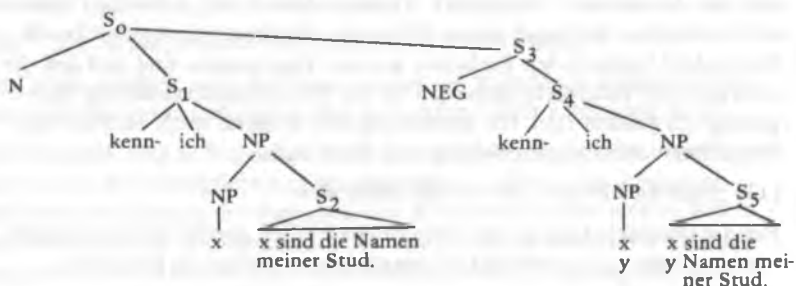 S₀
S₃
N S₁ NEG S₄
kenn- ich NP kenn- ich NP
NP S₂ NP S₅
x x sind die Namen x x sind die
meiner Stud. y y Namen mei-
ner Stud.